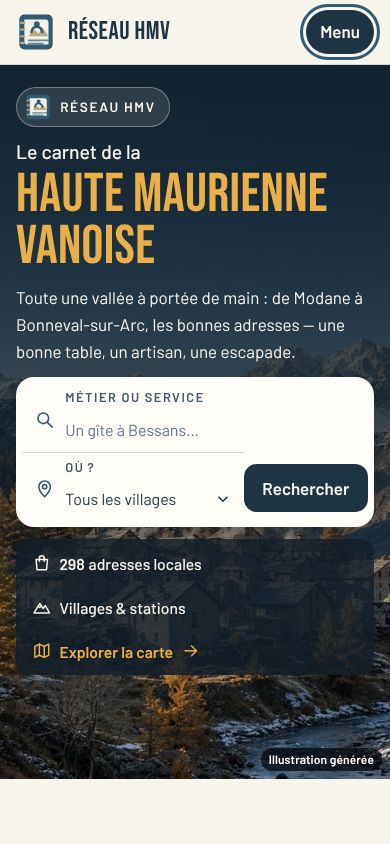 RÉSEAU HMV
Menu
RÉSEAU HMV
Le carnet de la
HAUTE MAURIENNE
VANOISE
Toute une vallée à portée de main : de Modane à
Bonneval-sur-Arc, les bonnes adresses — une
bonne table, un artisan, une escapade.
MÉTIER OU SERVICE
Un gîte à Bessans...
OÙ ?
Tous les villages
Rechercher
298 adresses locales
Villages & stations
Explorer la carte →
Illustration générée